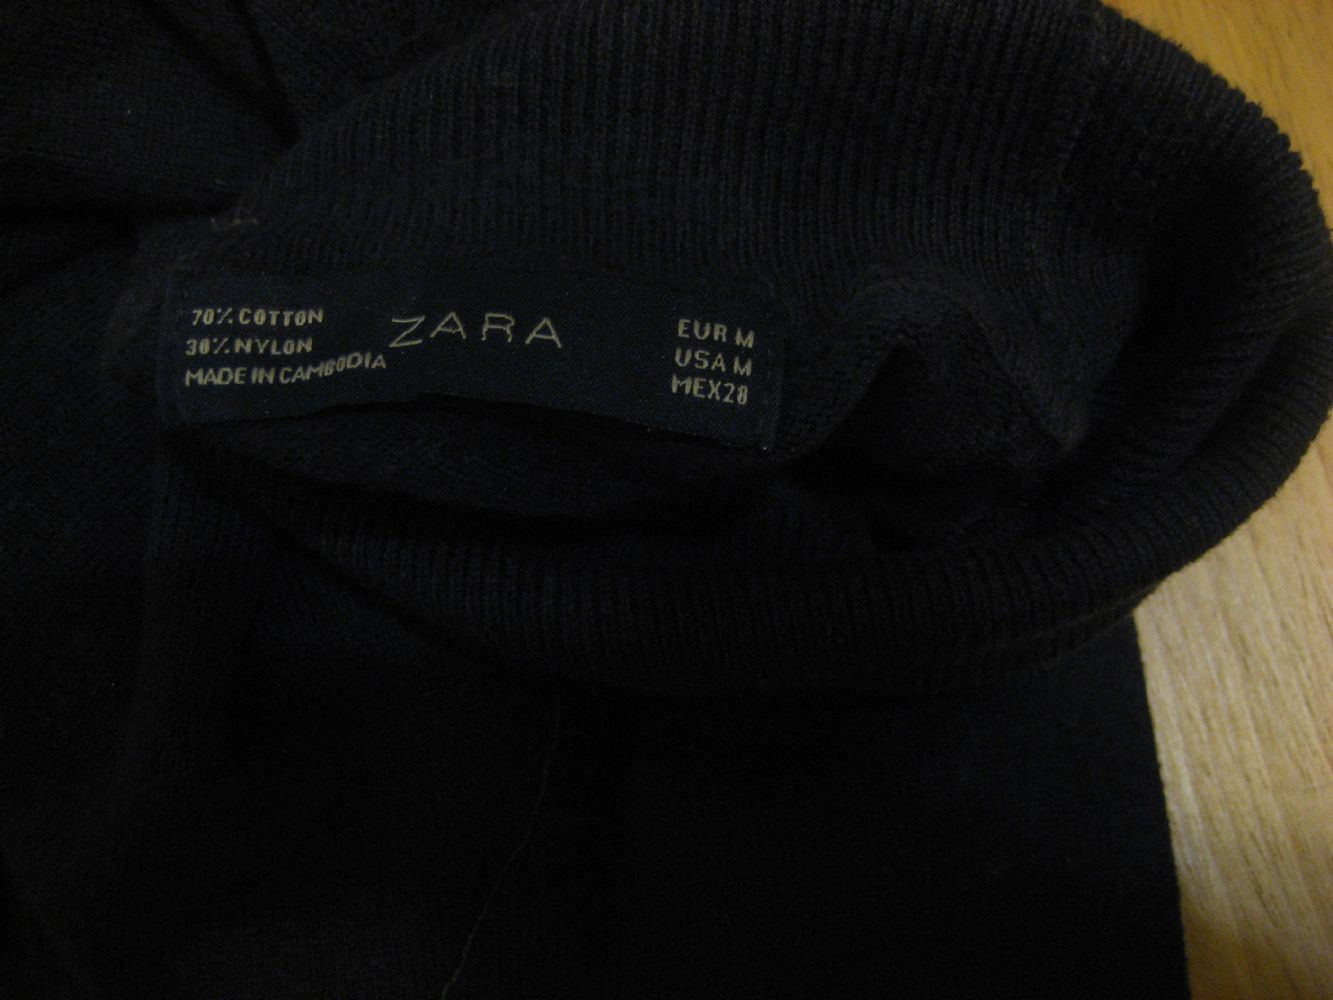 70% COTTON
30% NYLON
MADE IN CAMBODIA
ZARA
EUR M
USA M
MEX 28